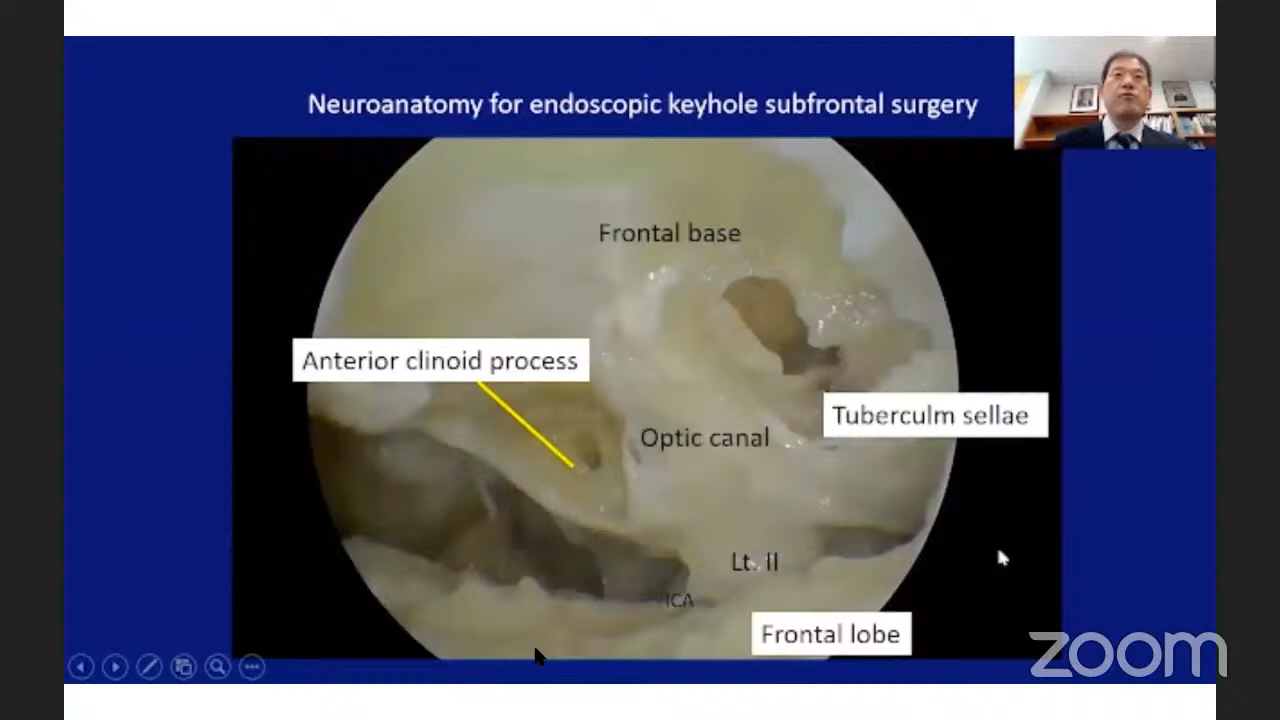 Neuroanatomy for endoscopic keyhole subfrontal surgery
Frontal base
Anterior clinoid process
Tuberculm sellae
Optic canal
Lt. II
ICA
Frontal lobe
zoom